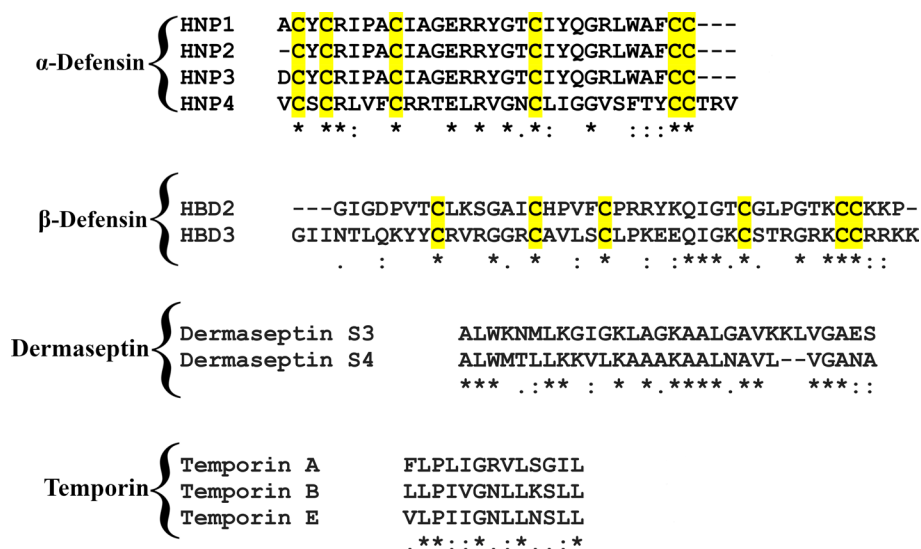 α-Defensin
HNP1 ACYCRIPACIAGERRYGTCIYQGRLWAFCC---
HNP2 -CYCRIPACIAGERRYGTCIYQGRLWAFCC---
HNP3 DCYCRIPACIAGERRYGTCIYQGRLWAFCC---
HNP4 VCSCRLVFCRRTELRVGNCLIGGVSFTYCCTRV
* **: * * * *.*: * :::**
β-Defensin
HBD2 ---GIGDPVTCLKSGAICHPVFCPRRYKQIGTCGLPGTKCCKKP-
HBD3 GIINTLQKYYCRVRGGRCAVLSCLPKEEQIGKCSTRGRKCCRRKK
. : * *. * : * : :***.*. * ***::
Dermaseptin
Dermaseptin S3 ALWKNMLKGIGKLAGKAALGAVKKLVGAES
Dermaseptin S4 ALWMTLLKKVLKAAAKAALNAVL--VGANA
*** .:** : * *.****.** ***::
Temporin
Temporin A FLPLIGRVLSGIL
Temporin B LLPIVGNLLKSLL
Temporin E VLPIIGNLLNSLL
.**::*.:*..:*